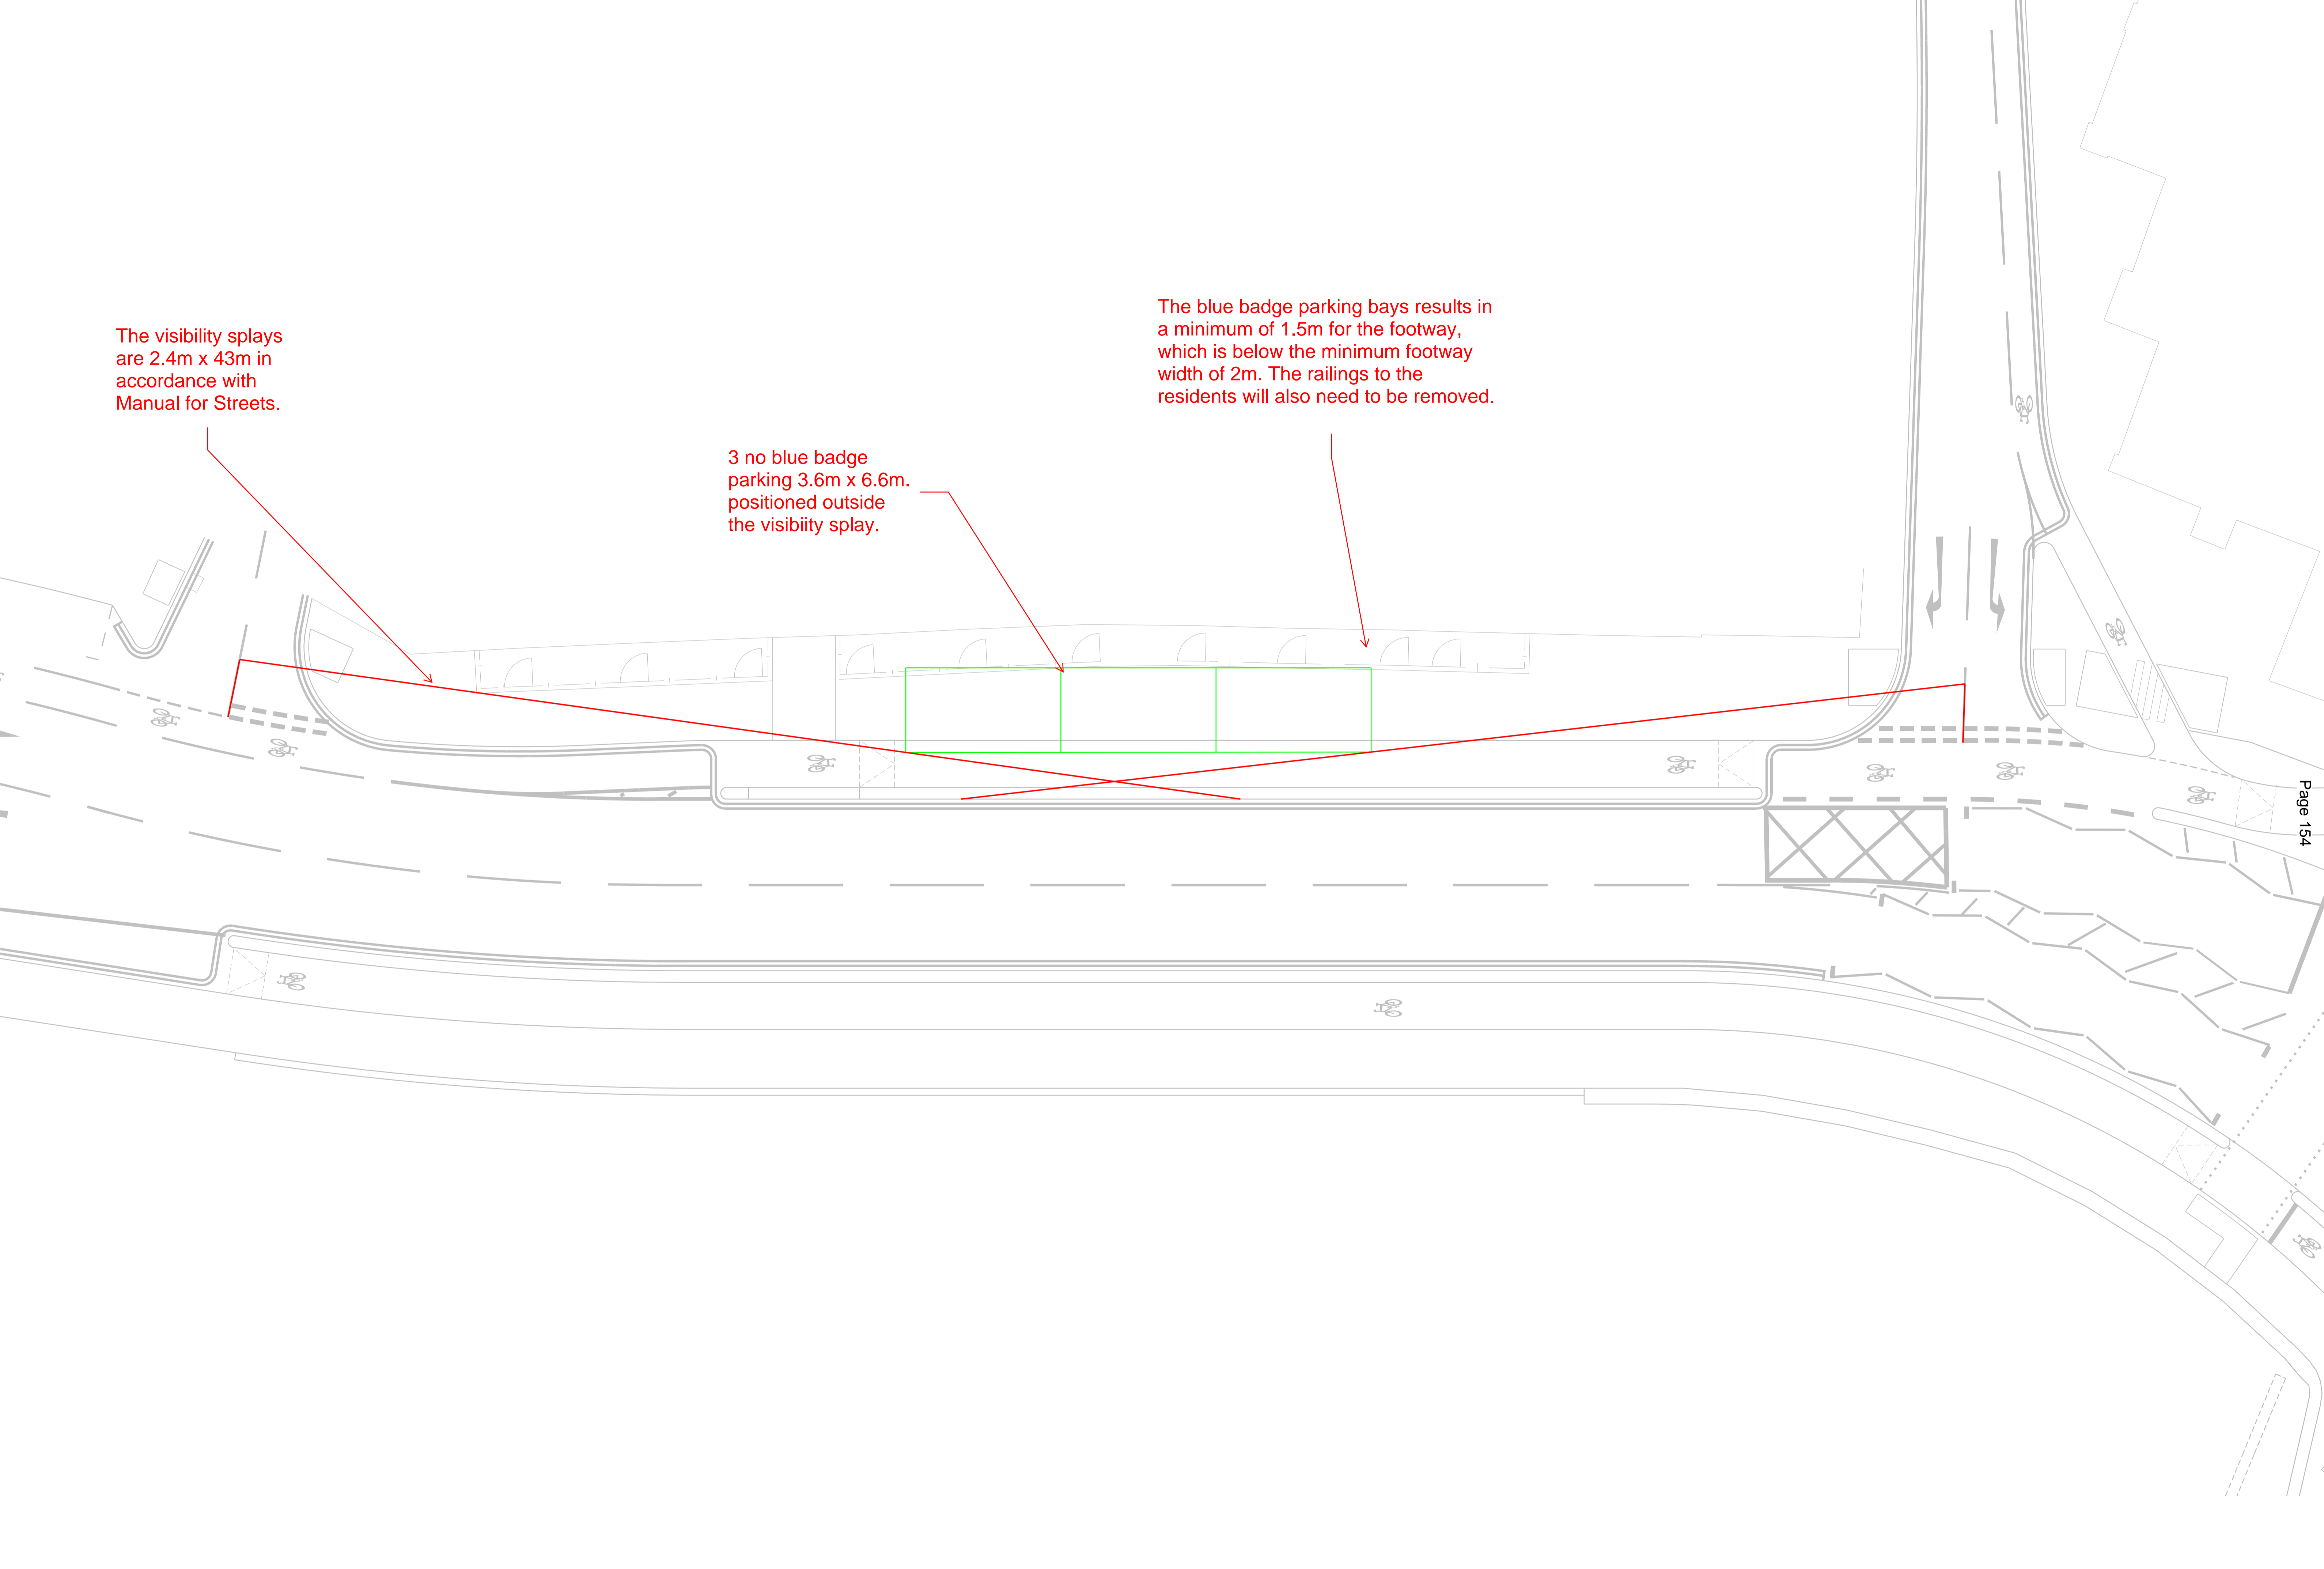 The blue badge parking bays results in
a minimum of 1.5m for the footway,
which is below the minimum footway
width of 2m. The railings to the
residents will also need to be removed.
The visibility splays
are 2.4m x 43m in
accordance with
Manual for Streets.
3 no blue badge
parking 3.6m x 6.6m.
positioned outside
the visibiity splay.
Page 154